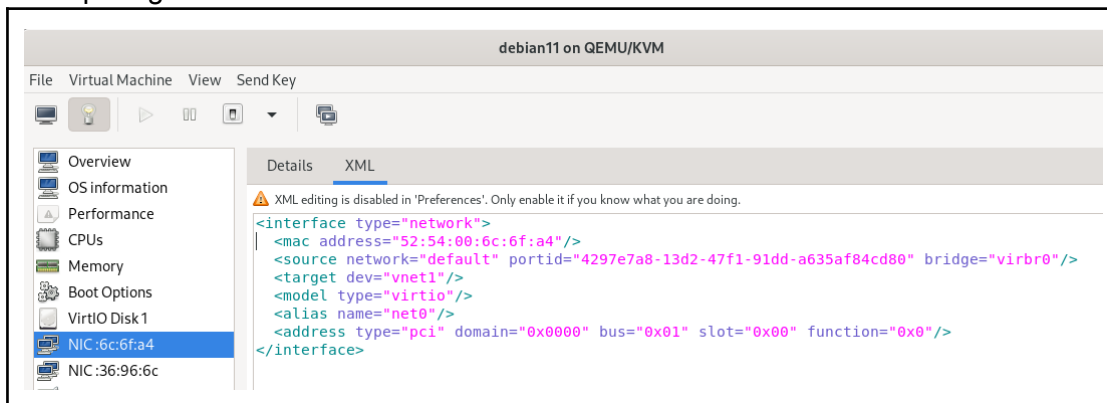 debian11 on QEMU/KVM
File Virtual Machine View Send Key
Overview
OS information
Performance
CPUs
Memory
Boot Options
VirtIO Disk 1
NIC :6c:6f:a4
NIC :36:96:6c
Details XML
XML editing is disabled in 'Preferences'. Only enable it if you know what you are doing.
<interface type="network">
  <mac address="52:54:00:6c:6f:a4"/>
  <source network="default" portid="4297e7a8-13d2-47f1-91dd-a635af84cd80" bridge="virbr0"/>
  <target dev="vnet1"/>
  <model type="virtio"/>
  <alias name="net0"/>
  <address type="pci" domain="0x0000" bus="0x01" slot="0x00" function="0x0"/>
</interface>